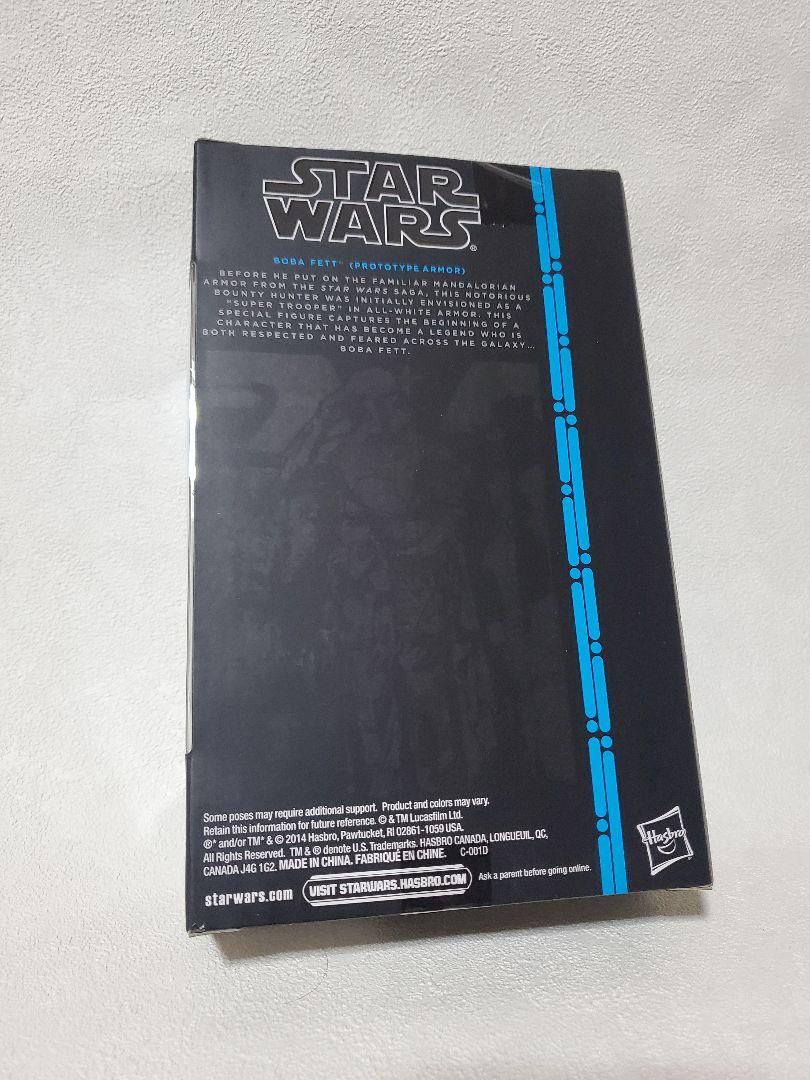 STAR
WARS®
BOBA FETT™ (PROTOTYPE ARMOR)
BEFORE HE PUT ON THE FAMILIAR MANDALORIAN
ARMOR FROM THE STAR WARS SAGA, THIS NOTORIOUS
BOUNTY HUNTER WAS INITIALLY ENVISIONED AS A
"SUPER TROOPER" IN ALL-WHITE ARMOR. THIS
SPECIAL FIGURE CAPTURES THE BEGINNING OF A
CHARACTER THAT HAS BECOME A LEGEND WHO IS
BOTH RESPECTED AND FEARED ACROSS THE GALAXY...
BOBA FETT.
Some poses may require additional support. Product and colors may vary.
Retain this information for future reference. © & TM Lucasfilm Ltd.
®* and/or TM* & © 2014 Hasbro, Pawtucket, RI 02861-1059 USA.
All Rights Reserved. TM & ® denote U.S. Trademarks. HASBRO CANADA, LONGUEUIL, QC,
CANADA J4G 1G2. MADE IN CHINA. FABRIQUÉ EN CHINE. C-001D
starwars.com VISIT STARWARS.HASBRO.COM Ask a parent before going online.
Hasbro